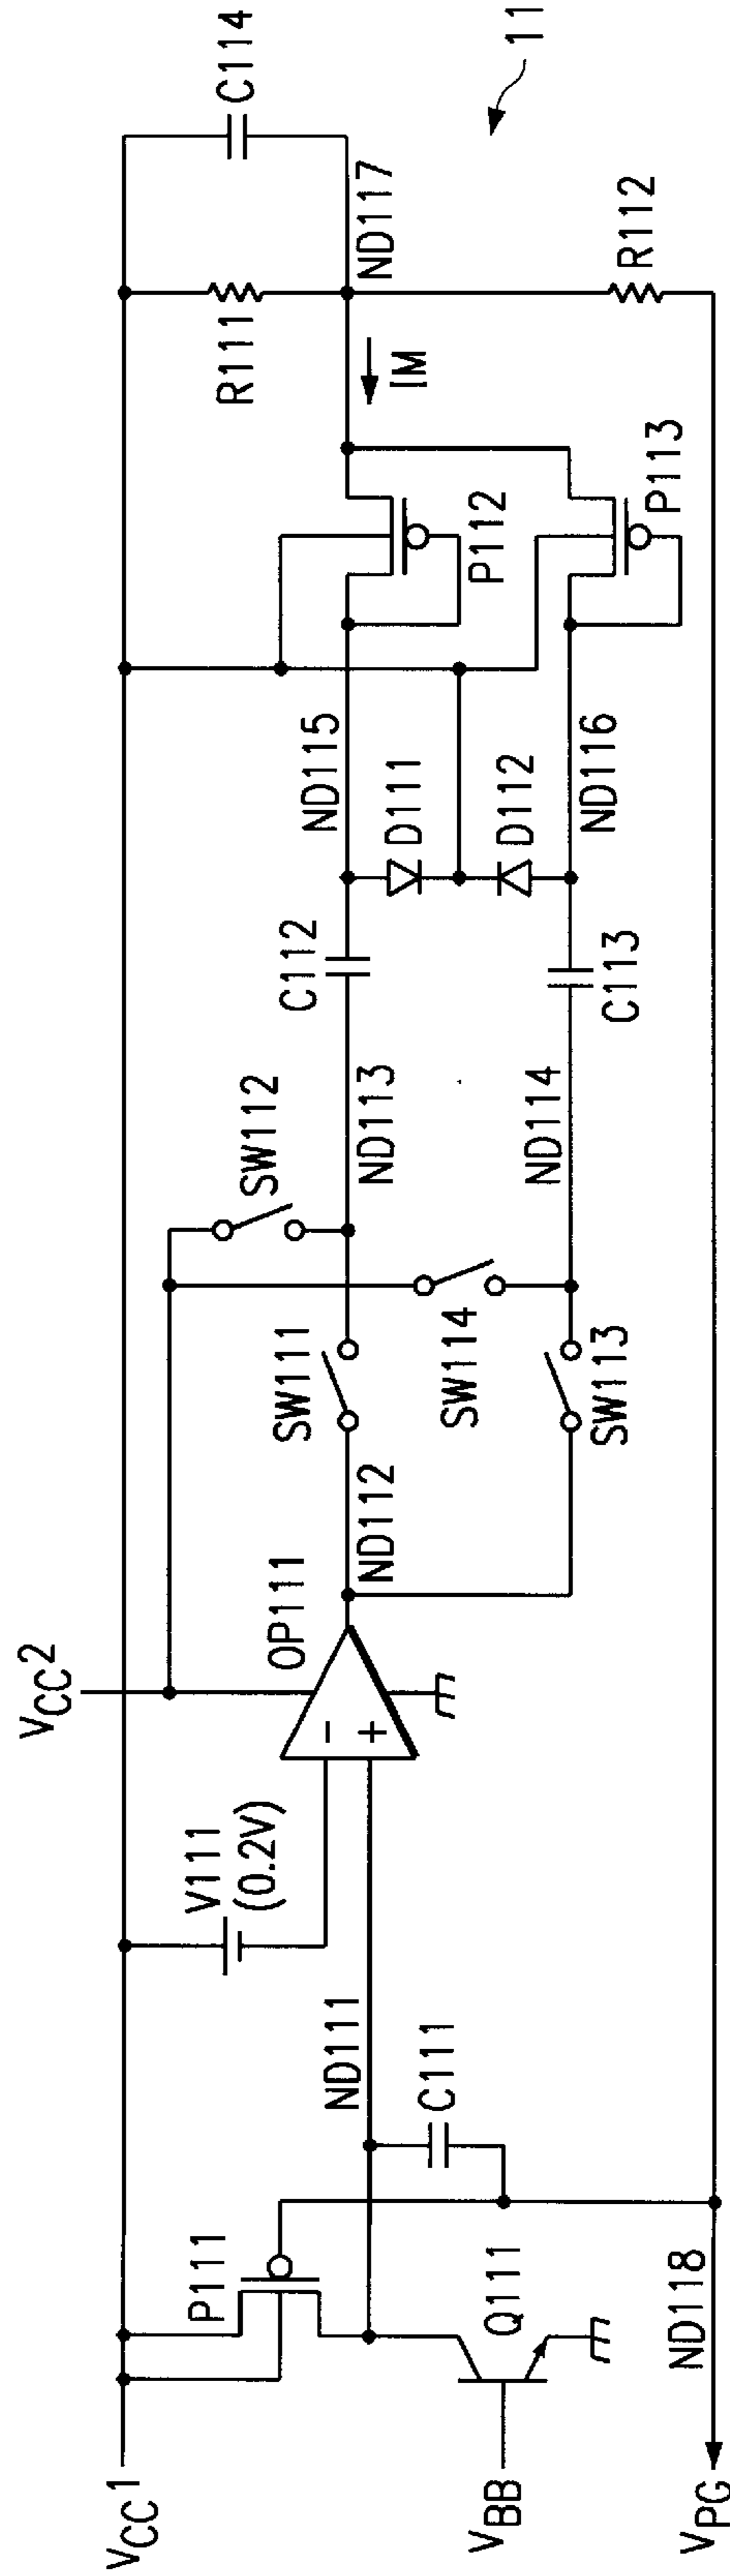 11
C114
ND117
R111
R112
IM
P112
P113
ND115
D111
D112
ND116
C112
C113
ND113
ND114
SW112
SW111
SW114
SW113
ND112
OP111
VCC2
−
+
V111
(0.2V)
ND111
C111
P111
Q111
ND118
VCC1
VBB
VPG